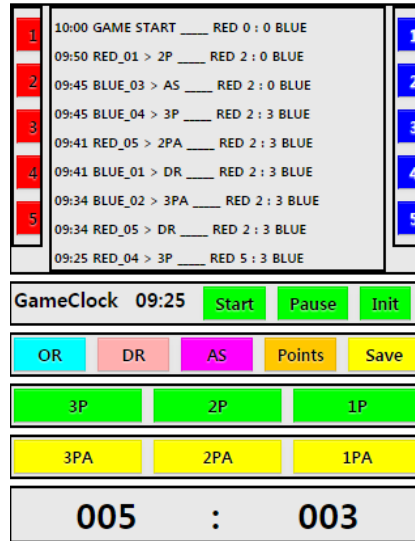 10:00 GAME START ____ RED 0 : 0 BLUE
09:50 RED_01 > 2P ____ RED 2 : 0 BLUE
09:45 BLUE_03 > AS ____ RED 2 : 0 BLUE
09:45 BLUE_04 > 3P ____ RED 2 : 3 BLUE
09:41 RED_05 > 2PA ____ RED 2 : 3 BLUE
09:41 BLUE_01 > DR ____ RED 2 : 3 BLUE
09:34 BLUE_02 > 3PA ____ RED 2 : 3 BLUE
09:34 RED_05 > DR ____ RED 2 : 3 BLUE
09:25 RED_04 > 3P ____ RED 5 : 3 BLUE
1
2
3
4
5
1
2
3
4
5
GameClock 09:25 Start Pause Init
OR DR AS Points Save
3P 2P 1P
3PA 2PA 1PA
005 : 003